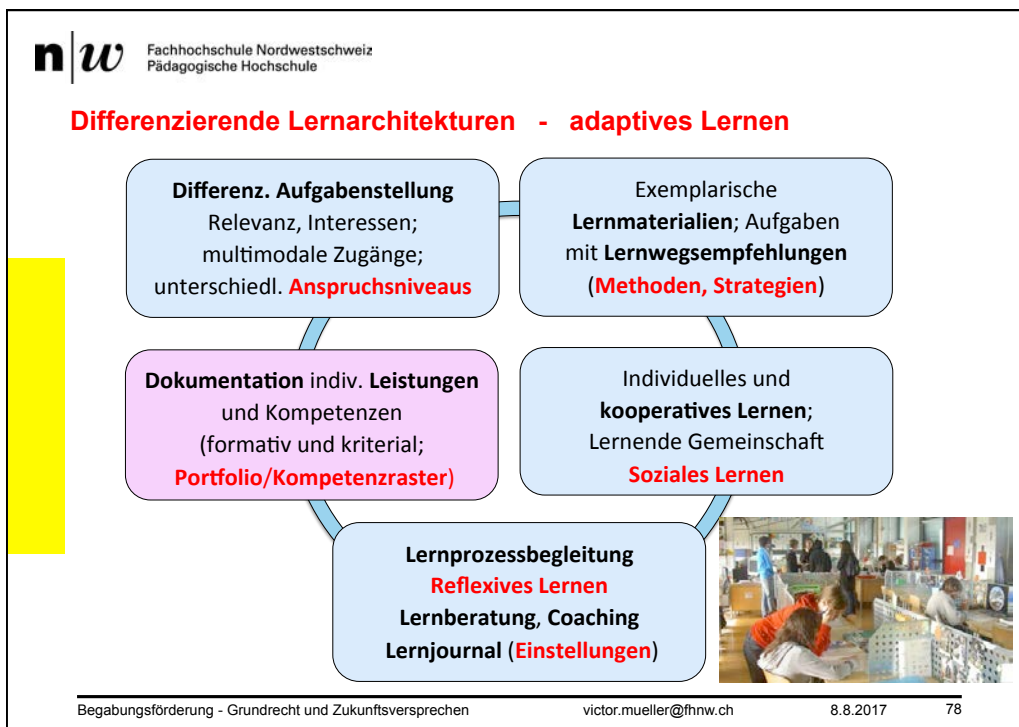 n|w Fachhochschule Nordwestschweiz
Pädagogische Hochschule
Differenzierende Lernarchitekturen - adaptives Lernen
Differenz. Aufgabenstellung
Relevanz, Interessen;
multimodale Zugänge;
unterschiedl. Anspruchsniveaus
Exemplarische
Lernmaterialien; Aufgaben
mit Lernwegsempfehlungen
(Methoden, Strategien)
Dokumentation indiv. Leistungen
und Kompetenzen
(formativ und kriterial;
Portfolio/Kompetenzraster)
Individuelles und
kooperatives Lernen;
Lernende Gemeinschaft
Soziales Lernen
Lernprozessbegleitung
Reflexives Lernen
Lernberatung, Coaching
Lernjournal (Einstellungen)
Begabungsförderung - Grundrecht und Zukunftsversprechen victor.mueller@fhnw.ch 8.8.2017 78